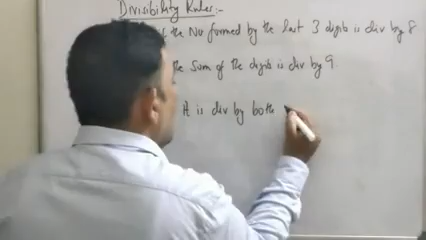 Divisibility Rules:-
of the No formed by the last 3 digits is div by 8
the Sum of the digits is div by 9.
it is div by both